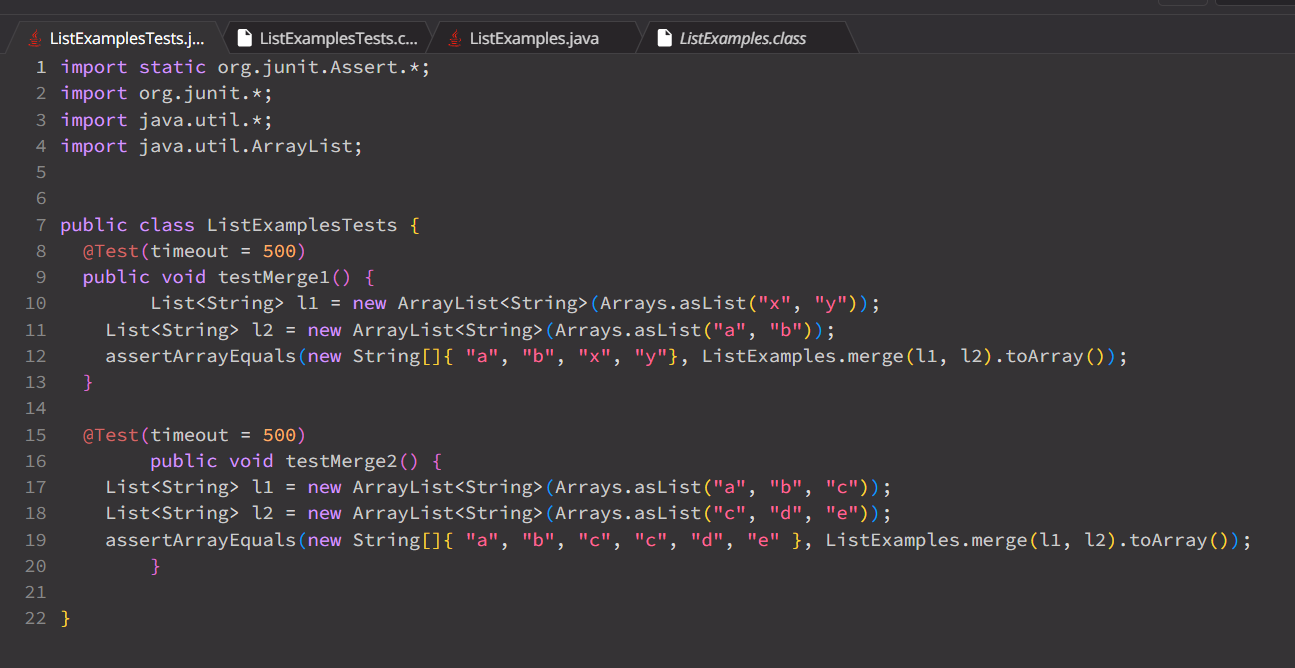 ListExamplesTests.j... ListExamplesTests.c... ListExamples.java ListExamples.class
1 import static org.junit.Assert.*;
2 import org.junit.*;
3 import java.util.*;
4 import java.util.ArrayList;
5
6
7 public class ListExamplesTests {
8   @Test(timeout = 500)
9   public void testMerge1() {
10         List<String> l1 = new ArrayList<String>(Arrays.asList("x", "y"));
11     List<String> l2 = new ArrayList<String>(Arrays.asList("a", "b"));
12     assertArrayEquals(new String[]{ "a", "b", "x", "y"}, ListExamples.merge(l1, l2).toArray());
13   }
14
15   @Test(timeout = 500)
16         public void testMerge2() {
17     List<String> l1 = new ArrayList<String>(Arrays.asList("a", "b", "c"));
18     List<String> l2 = new ArrayList<String>(Arrays.asList("c", "d", "e"));
19     assertArrayEquals(new String[]{ "a", "b", "c", "c", "d", "e" }, ListExamples.merge(l1, l2).toArray());
20         }
21
22 }